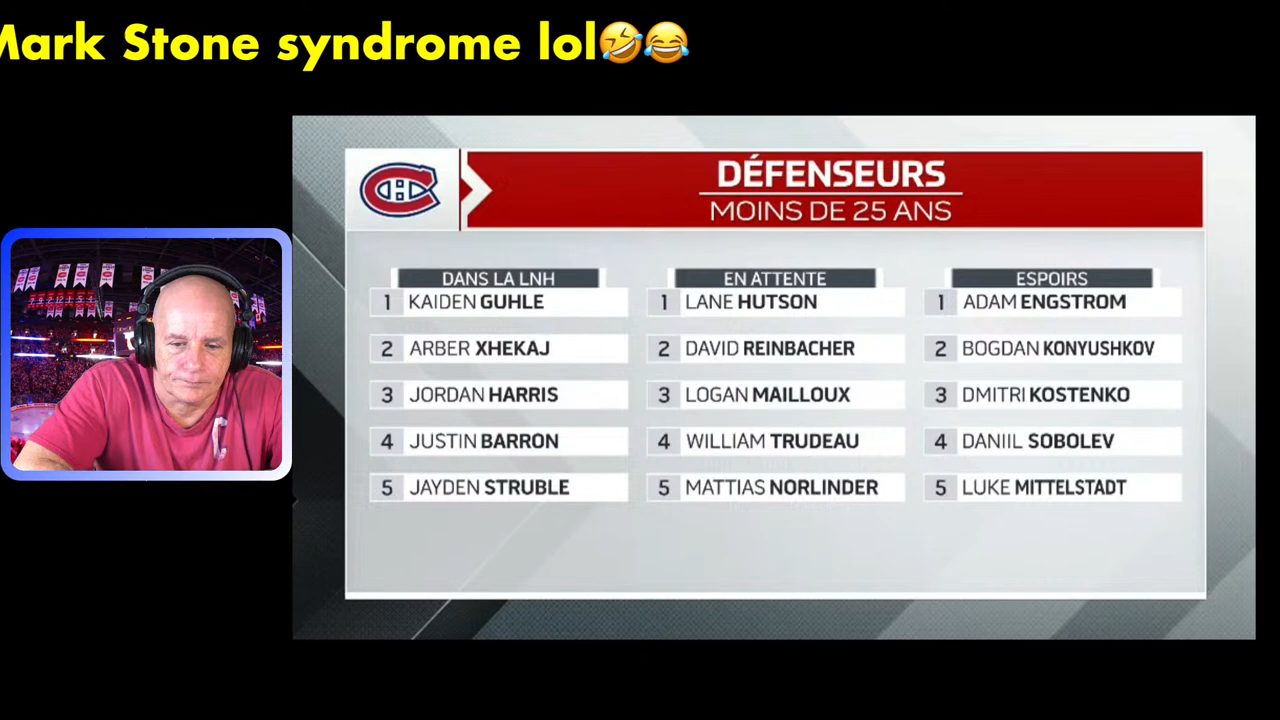 Mark Stone syndrome lol🤣😂
DÉFENSEURS
MOINS DE 25 ANS
DANS LA LNH
1 KAIDEN GUHLE
2 ARBER XHEKAJ
3 JORDAN HARRIS
4 JUSTIN BARRON
5 JAYDEN STRUBLE
EN ATTENTE
1 LANE HUTSON
2 DAVID REINBACHER
3 LOGAN MAILLOUX
4 WILLIAM TRUDEAU
5 MATTIAS NORLINDER
ESPOIRS
1 ADAM ENGSTROM
2 BOGDAN KONYUSHKOV
3 DMITRI KOSTENKO
4 DANIIL SOBOLEV
5 LUKE MITTELSTADT